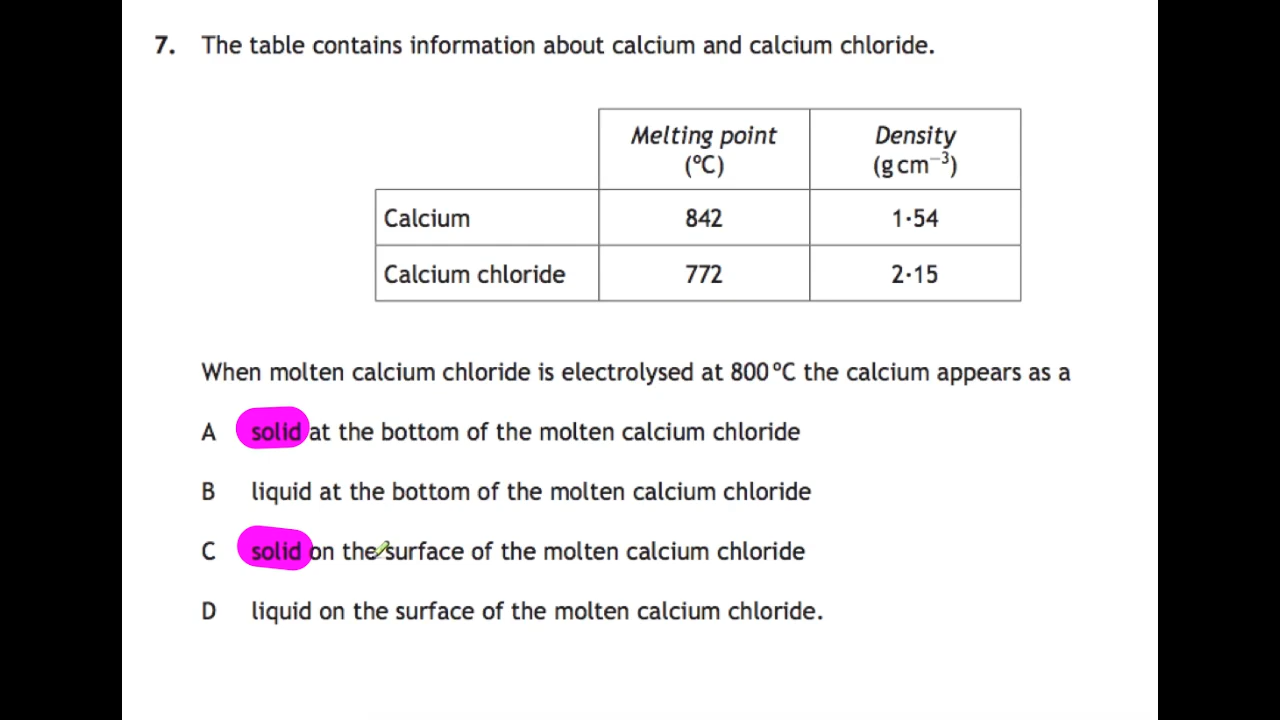 7. The table contains information about calcium and calcium chloride.
Melting point (ºC) Density (g cm⁻³)
Calcium 842 1·54
Calcium chloride 772 2·15
When molten calcium chloride is electrolysed at 800 ºC the calcium appears as a
A solid at the bottom of the molten calcium chloride
B liquid at the bottom of the molten calcium chloride
C solid on the surface of the molten calcium chloride
D liquid on the surface of the molten calcium chloride.